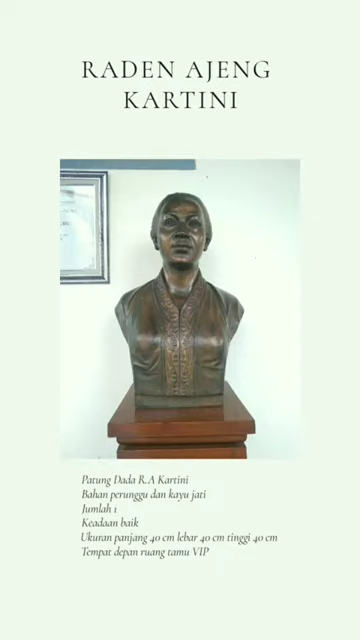 RADEN AJENG
KARTINI
Patung Dada R.A Kartini
Bahan perunggu dan kayu jati
Jumlah 1
Keadaan baik
Ukuran panjang 40 cm lebar 40 cm tinggi 40 cm
Tempat depan ruang tamu VIP